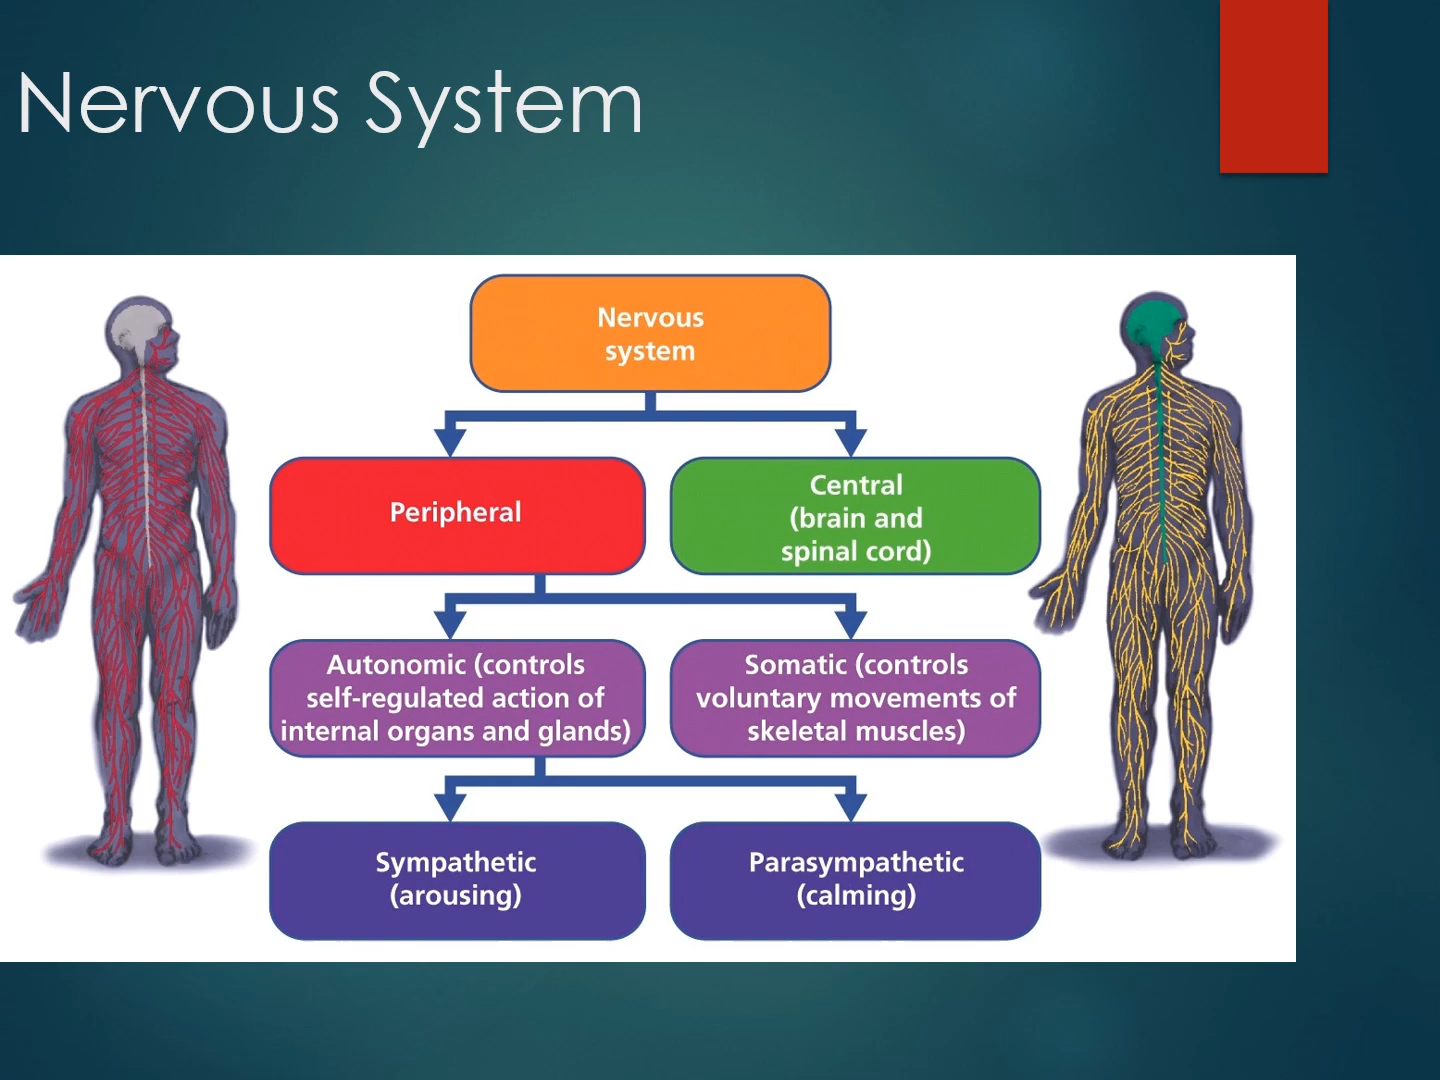 Nervous System
Nervous
system
Peripheral
Central
(brain and
spinal cord)
Autonomic (controls
self-regulated action of
internal organs and glands)
Somatic (controls
voluntary movements of
skeletal muscles)
Sympathetic
(arousing)
Parasympathetic
(calming)